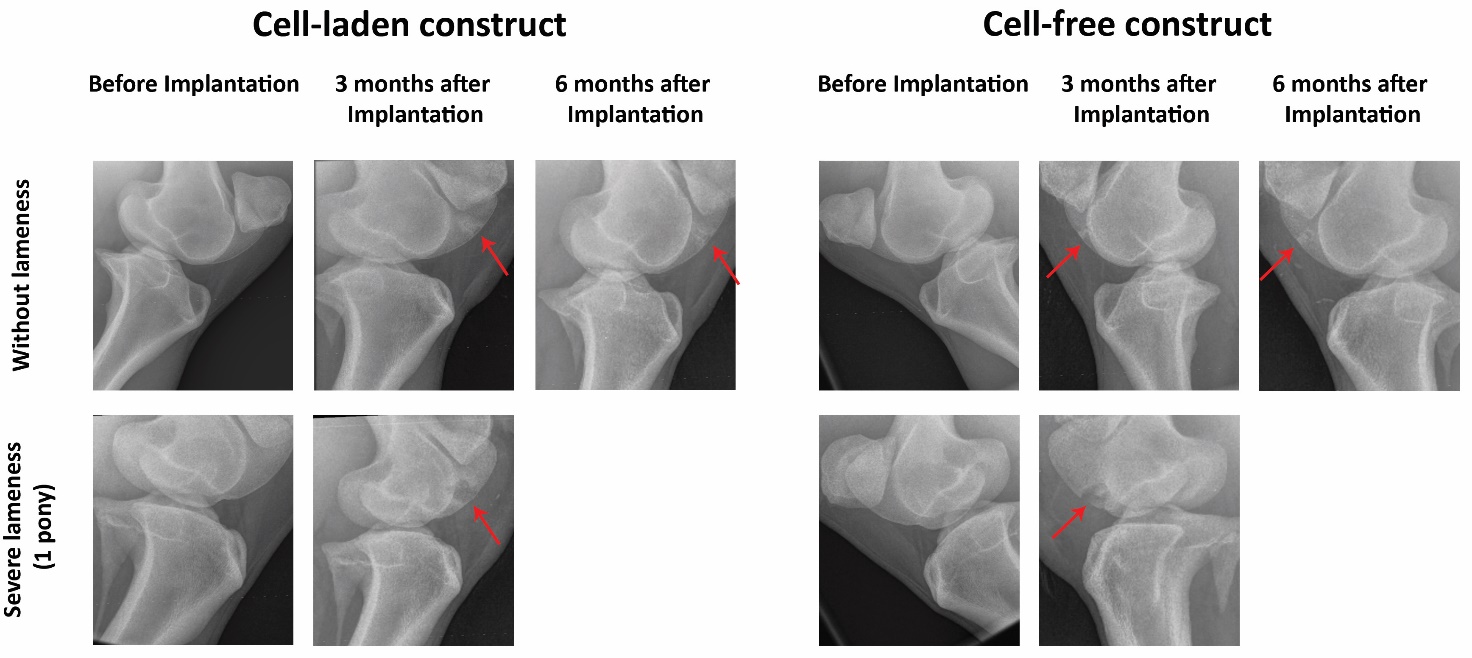 Cell-laden construct
Cell-free construct
Before Implantation
3 months after
Implantation
6 months after
Implantation
Before Implantation
3 months after
Implantation
6 months after
Implantation
Without lameness
Severe lameness
(1 pony)